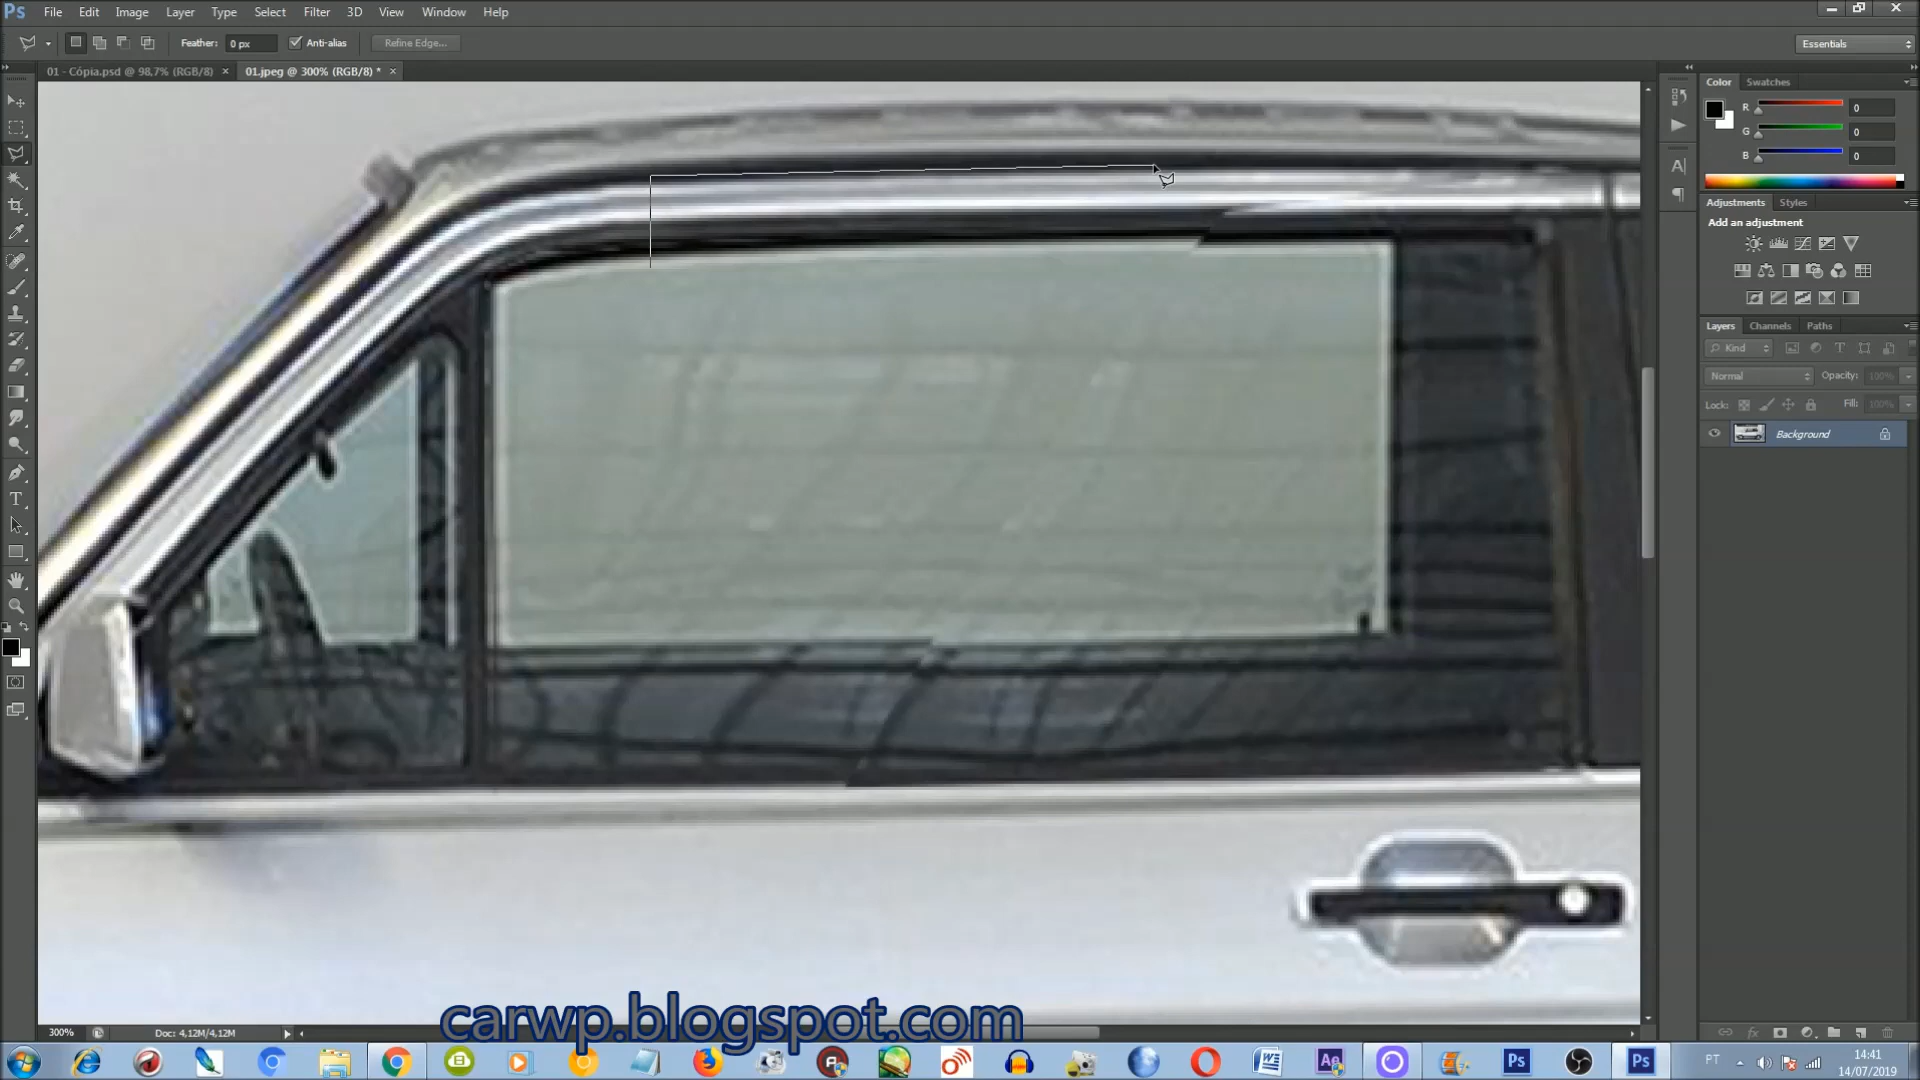 Ps File Edit Image Layer Type Select Filter 3D View Window Help
Feather: 0 px Anti-alias Refine Edge... Essentials
01 - Cópia.psd @ 98,7% (RGB/8) × 01.jpeg @ 300% (RGB/8) * ×
Color Swatches
R 0
G 0
B 0
Adjustments Styles
Add an adjustment
Layers Channels Paths
Kind
Normal Opacity: 100%
Lock: Fill: 100%
Background
300% Doc: 4,12M/4,12M
carwp.blogspot.com
PT 14:41
14/07/2019